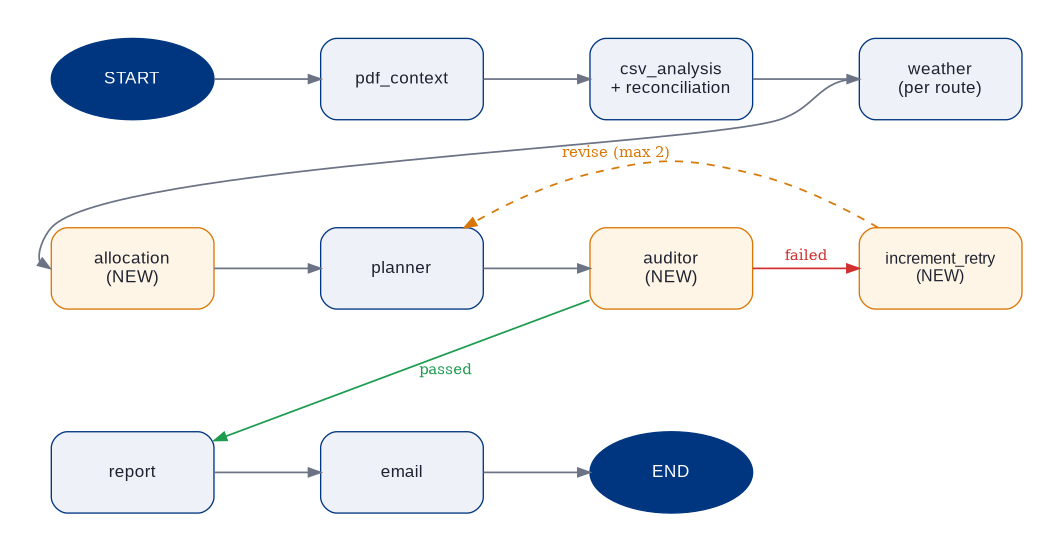 START
pdf_context
csv_analysis
+ reconciliation
weather
(per route)
revise (max 2)
allocation
(NEW)
planner
auditor
(NEW)
failed
increment_retry
(NEW)
passed
report
email
END